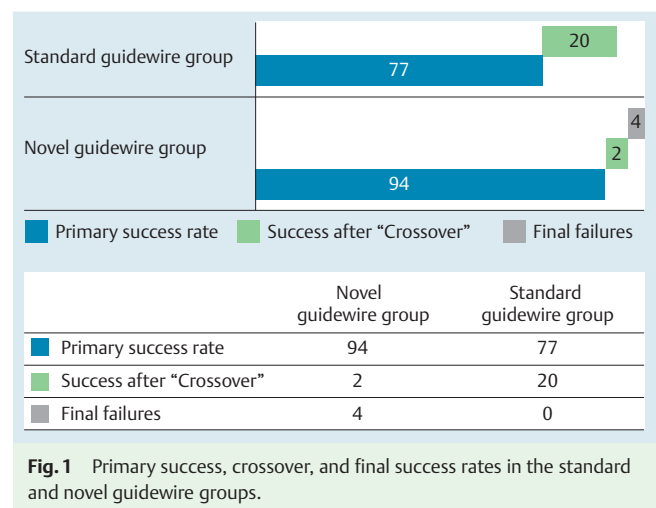 Standard guidewire group
20
77
Novel guidewire group
4
2
94
Primary success rate Success after “Crossover” Final failures
Novel guidewire group Standard guidewire group
Primary success rate 94 77
Success after “Crossover” 2 20
Final failures 4 0
Fig. 1 Primary success, crossover, and final success rates in the standard
and novel guidewire groups.